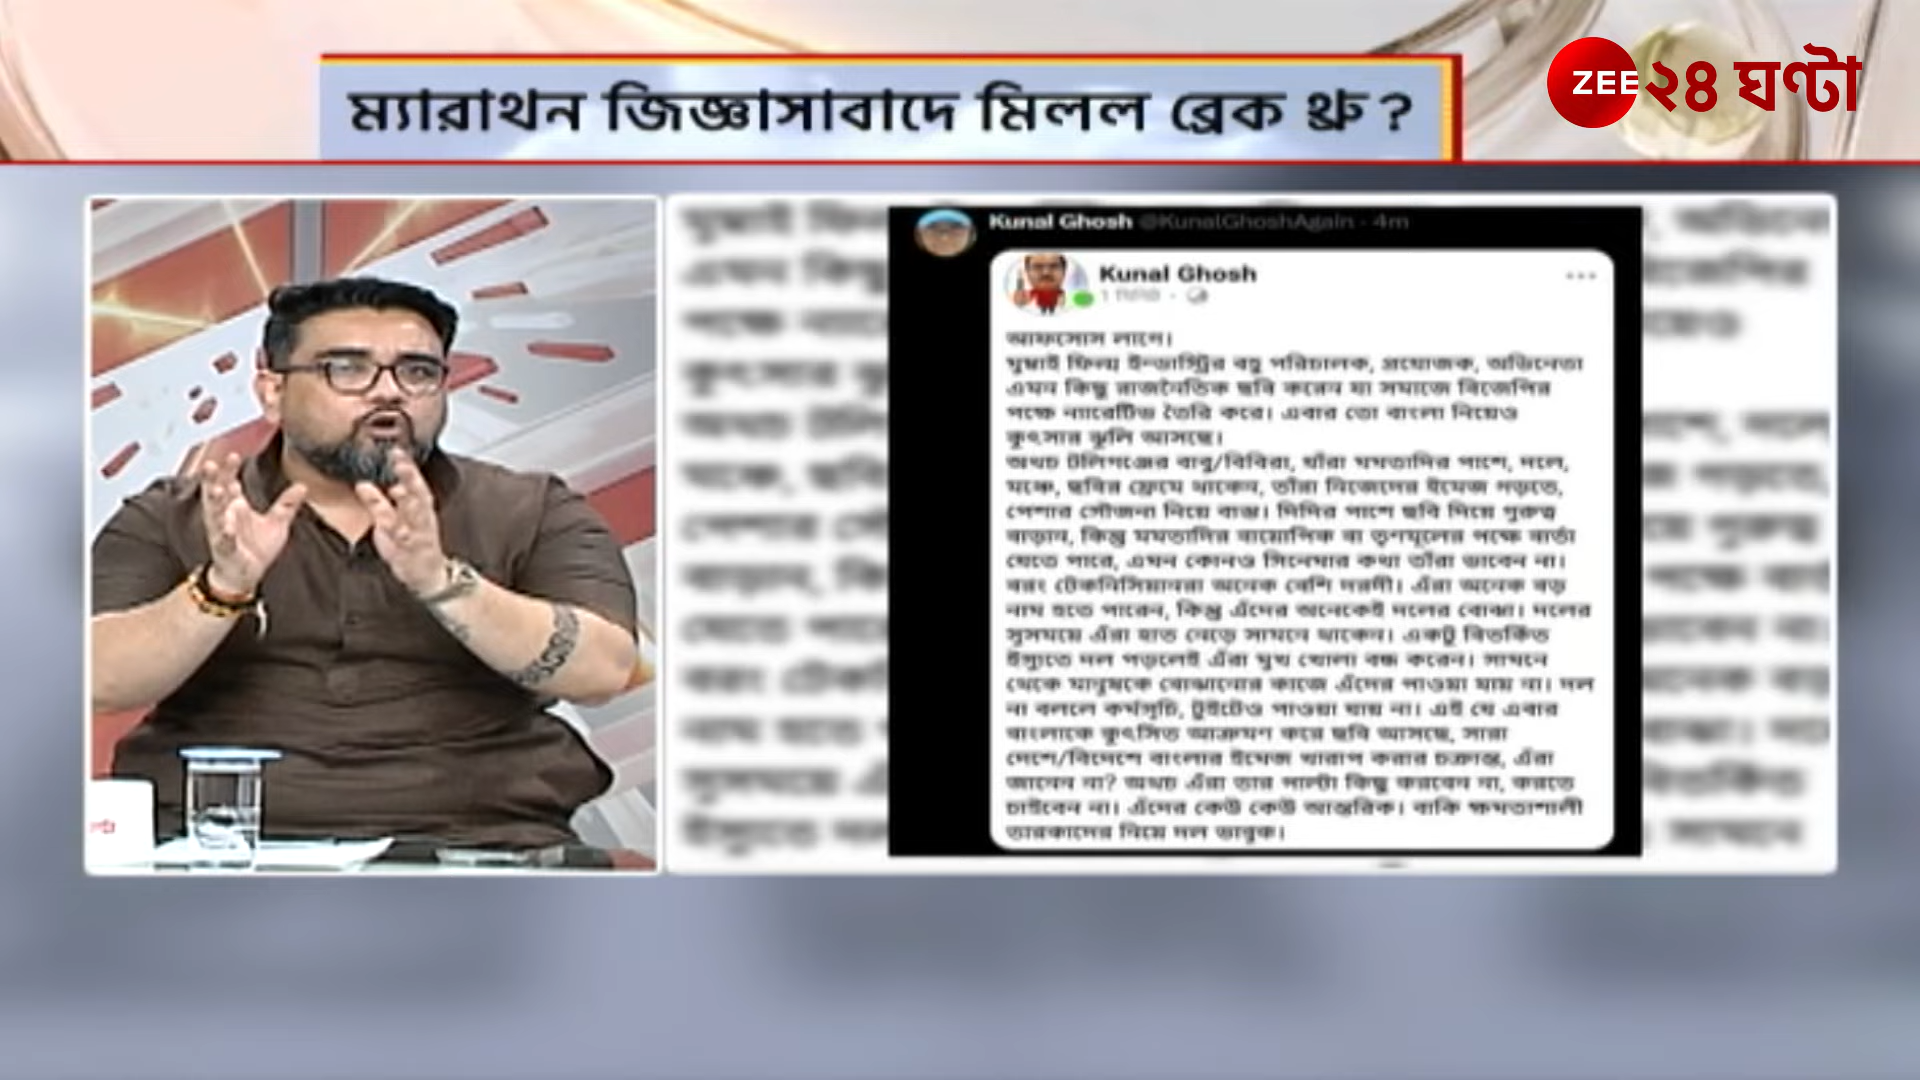 ম্যারাথন জিজ্ঞাসাবাদে মিলল ব্রেক থ্রু?
ZEE ২৪ ঘণ্টা
Kunal Ghosh @KunalGhoshAgain · 4m
Kunal Ghosh
আফসোস লাগে।
মুম্বাই ফিল্ম ইন্ডাস্ট্রির বহু পরিচালক, প্রযোজক, অভিনেতা
এমন কিছু রাজনৈতিক ছবি করেন যা সমাজে বিজেপির
পক্ষে ন্যারেটিভ তৈরি করে। এবার তো বাংলা নিয়েও
কুৎসার ঝুলি আসছে।
অথচ টলিগঞ্জের বাবু/বিবিরা, যাঁরা মমতাদির পাশে, দলে,
মঞ্চে, ছবির ফ্রেমে থাকেন, তাঁরা নিজেদের ইমেজ গড়তে,
পেশার সৌজন্য নিয়ে ব্যস্ত। দিদির পাশে ছবি দিয়ে গুরুত্ব
বাড়ান, কিন্তু মমতাদির বায়োপিক বা তৃণমূলের পক্ষে বার্তা
যেতে পারে, এমন কোনও সিনেমার কথা তাঁরা ভাবেন না।
বরং টেকনিসিয়ানরা অনেক বেশি দরদী। এঁরা অনেক বড়
নাম হতে পারেন, কিন্তু এঁদের অনেকেই দলের বোঝা। দলের
সুসময়ে এঁরা হাত নেড়ে সামনে থাকেন। একটু বিতর্কিত
ইস্যুতে দল পড়লেই এঁরা মুখ খোলা বন্ধ করেন। সামনে
থেকে মানুষকে বোঝানোর কাজে এঁদের পাওয়া যায় না। দল
না বললে কর্মসূচি, টুইটেও পাওয়া যায় না। এই যে এবার
বাংলাকে কুৎসিত আক্রমণ করে ছবি আসছে, সারা
দেশে/বিদেশে বাংলার ইমেজ খারাপ করার চক্রান্ত, এঁরা
জানেন না? অথচ এঁরা তার পাল্টা কিছু করবেন না, করতে
চাইবেন না। এঁদের কেউ কেউ আন্তরিক। বাকি ক্ষমতাশালী
তারকাদের নিয়ে দল ভাবুক।